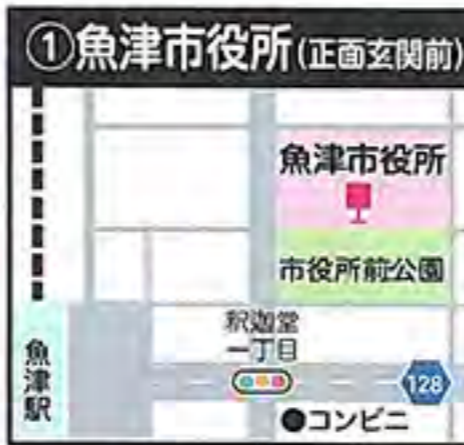 ①魚津市役所(正面玄関前)
魚津市役所
市役所前公園
釈迦堂
一丁目
魚津駅
128
●コンビニ